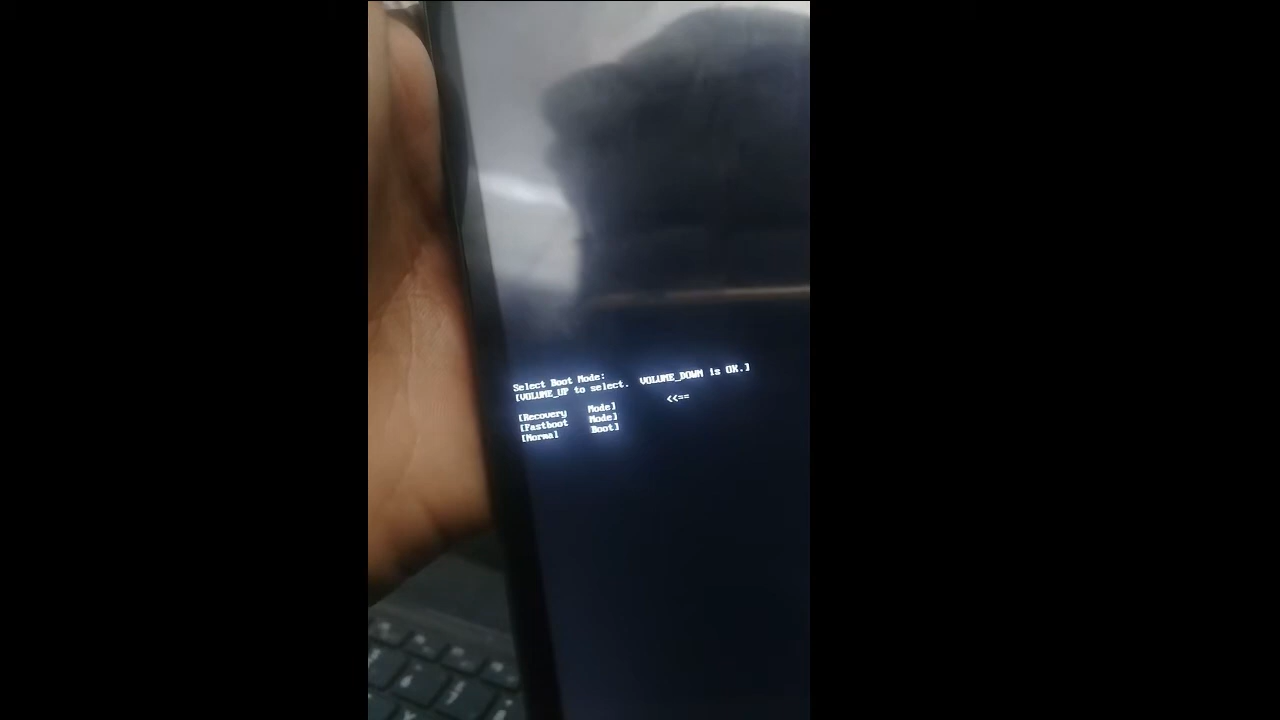 Select Boot Mode:
[VOLUME_UP to select.  VOLUME_DOWN is OK.]
[Recovery    Mode]         <<==
[Fastboot    Mode]
[Normal      Boot]